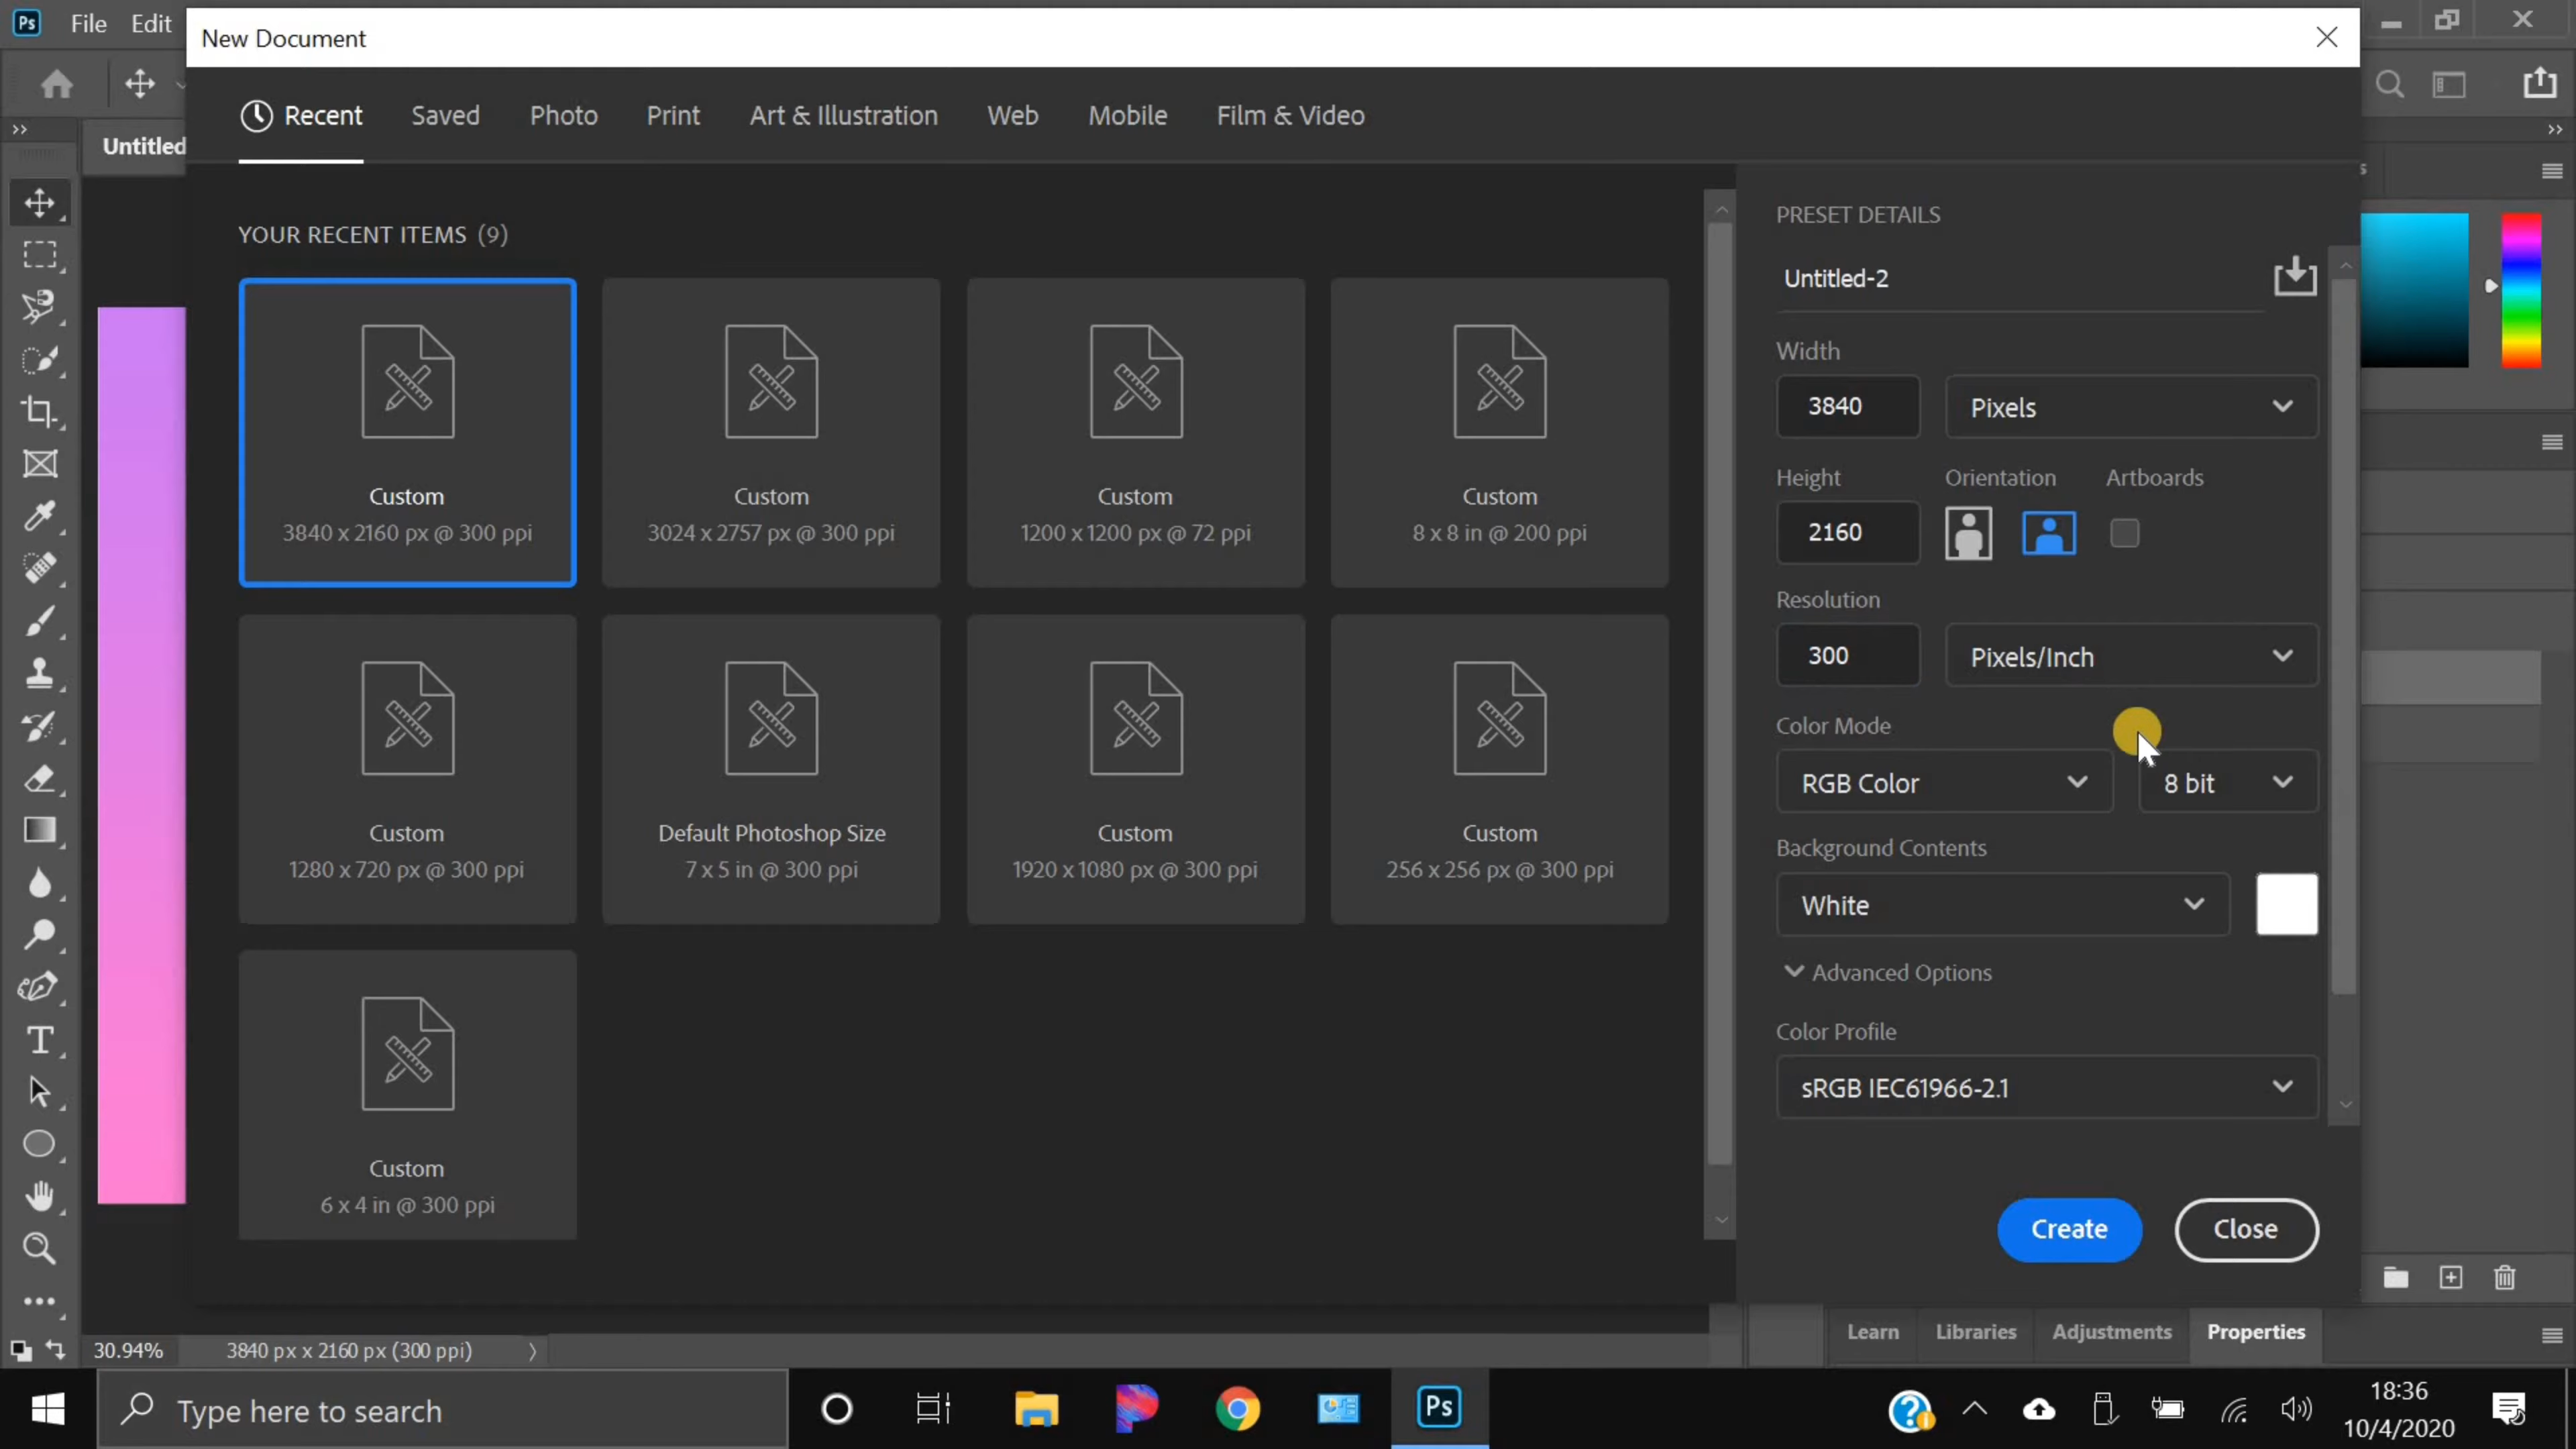 Ps File Edit
New Document
Recent Saved Photo Print Art & Illustration Web Mobile Film & Video
Untitled
YOUR RECENT ITEMS (9)
Custom
3840 x 2160 px @ 300 ppi
Custom
3024 x 2757 px @ 300 ppi
Custom
1200 x 1200 px @ 72 ppi
Custom
8 x 8 in @ 200 ppi
Custom
1280 x 720 px @ 300 ppi
Default Photoshop Size
7 x 5 in @ 300 ppi
Custom
1920 x 1080 px @ 300 ppi
Custom
256 x 256 px @ 300 ppi
Custom
6 x 4 in @ 300 ppi
PRESET DETAILS
Untitled-2
Width
3840 Pixels
Height Orientation Artboards
2160
Resolution
300 Pixels/Inch
Color Mode
RGB Color 8 bit
Background Contents
White
Advanced Options
Color Profile
sRGB IEC61966-2.1
Create Close
Learn Libraries Adjustments Properties
30.94% 3840 px x 2160 px (300 ppi)
Type here to search
Ps
18:36
10/4/2020